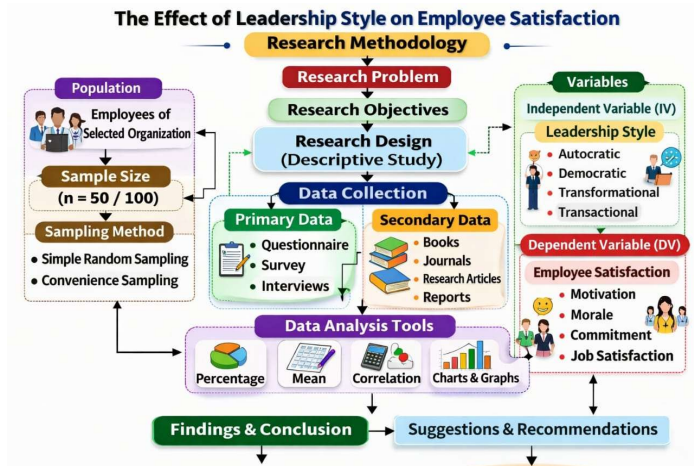 The Effect of Leadership Style on Employee Satisfaction
Research Methodology
Research Problem
Research Objectives
Research Design
(Descriptive Study)
Population
Employees of
Selected Organization
Sample Size
(n = 50 / 100)
Sampling Method
• Simple Random Sampling
• Convenience Sampling
Data Collection
Primary Data
• Questionnaire
• Survey
• Interviews
Secondary Data
• Books
• Journals
• Research Articles
• Reports
Variables
Independent Variable (IV)
Leadership Style
• Autocratic
• Democratic
• Transformational
• Transactional
Dependent Variable (DV)
Employee Satisfaction
• Motivation
• Morale
• Commitment
• Job Satisfaction
Data Analysis Tools
Percentage
Mean
Correlation
Charts & Graphs
Findings & Conclusion
Suggestions & Recommendations